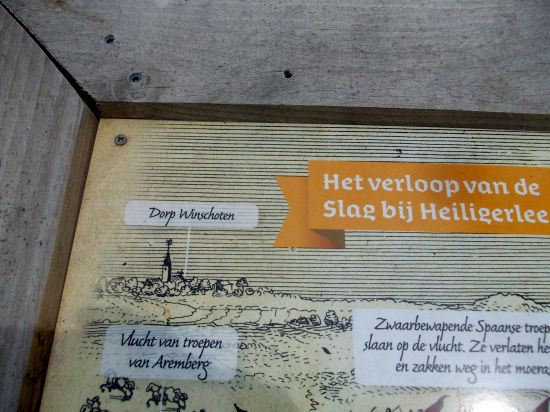 Het verloop van de
Slag bij Heiligerlee
Dorp Winschoten
Vlucht van troepen
van Aremberg
Zwaarbewapende Spaanse troep
slaan op de vlucht. Ze verlaten he
en zakken weg in het moera